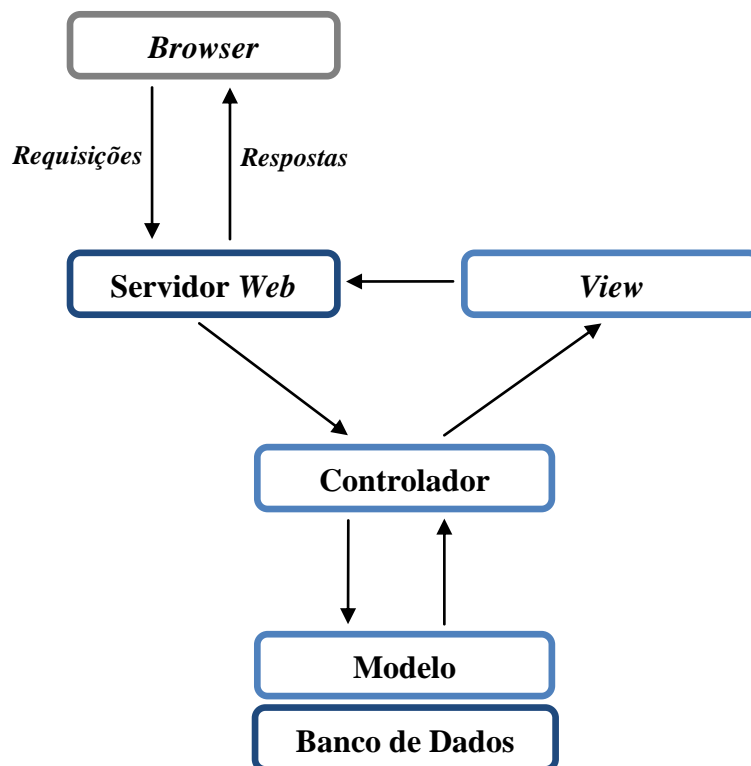 Browser
Requisições
Respostas
Servidor Web
View
Controlador
Modelo
Banco de Dados